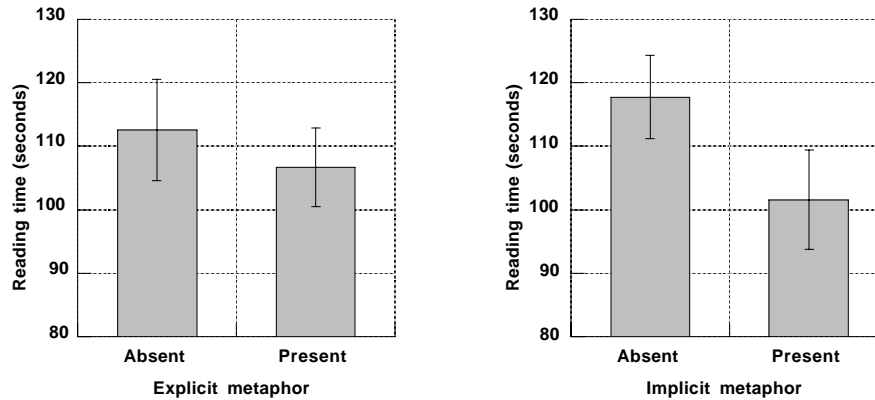 130
120
110
100
90
80
Reading time (seconds)
Absent Present
Explicit metaphor
130
120
110
100
90
80
Reading time (seconds)
Absent Present
Implicit metaphor